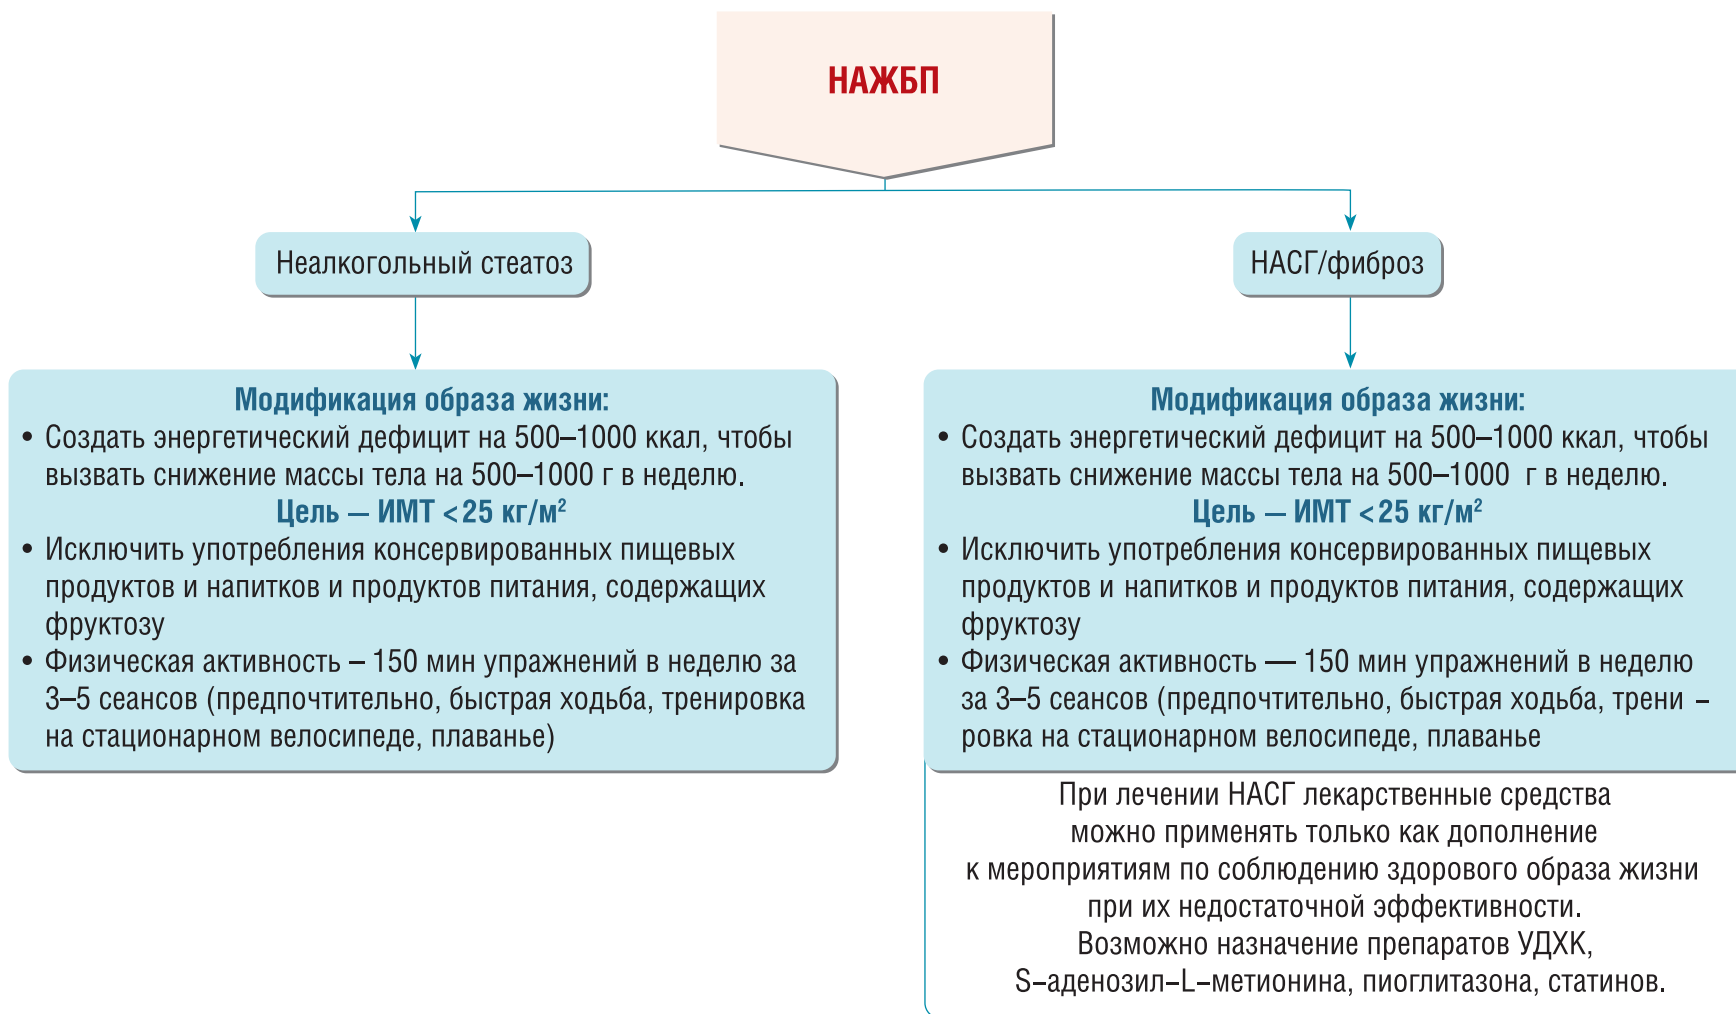 НАЖБП
Неалкогольный стеатоз
НАСГ/фиброз
Модификация образа жизни:
• Создать энергетический дефицит на 500–1000 ккал, чтобы
вызвать снижение массы тела на 500–1000 г в неделю.
Цель — ИМТ <25 кг/м²
• Исключить употребления консервированных пищевых
продуктов и напитков и продуктов питания, содержащих
фруктозу
• Физическая активность – 150 мин упражнений в неделю за
3–5 сеансов (предпочтительно, быстрая ходьба, тренировка
на стационарном велосипеде, плаванье)
Модификация образа жизни:
• Создать энергетический дефицит на 500–1000 ккал, чтобы
вызвать снижение массы тела на 500–1000 г в неделю.
Цель — ИМТ <25 кг/м²
• Исключить употребления консервированных пищевых
продуктов и напитков и продуктов питания, содержащих
фруктозу
• Физическая активность — 150 мин упражнений в неделю
за 3–5 сеансов (предпочтительно, быстрая ходьба, трени –
ровка на стационарном велосипеде, плаванье
При лечении НАСГ лекарственные средства
можно применять только как дополнение
к мероприятиям по соблюдению здорового образа жизни
при их недостаточной эффективности.
Возможно назначение препаратов УДХК,
S–аденозил–L–метионина, пиоглитазона, статинов.